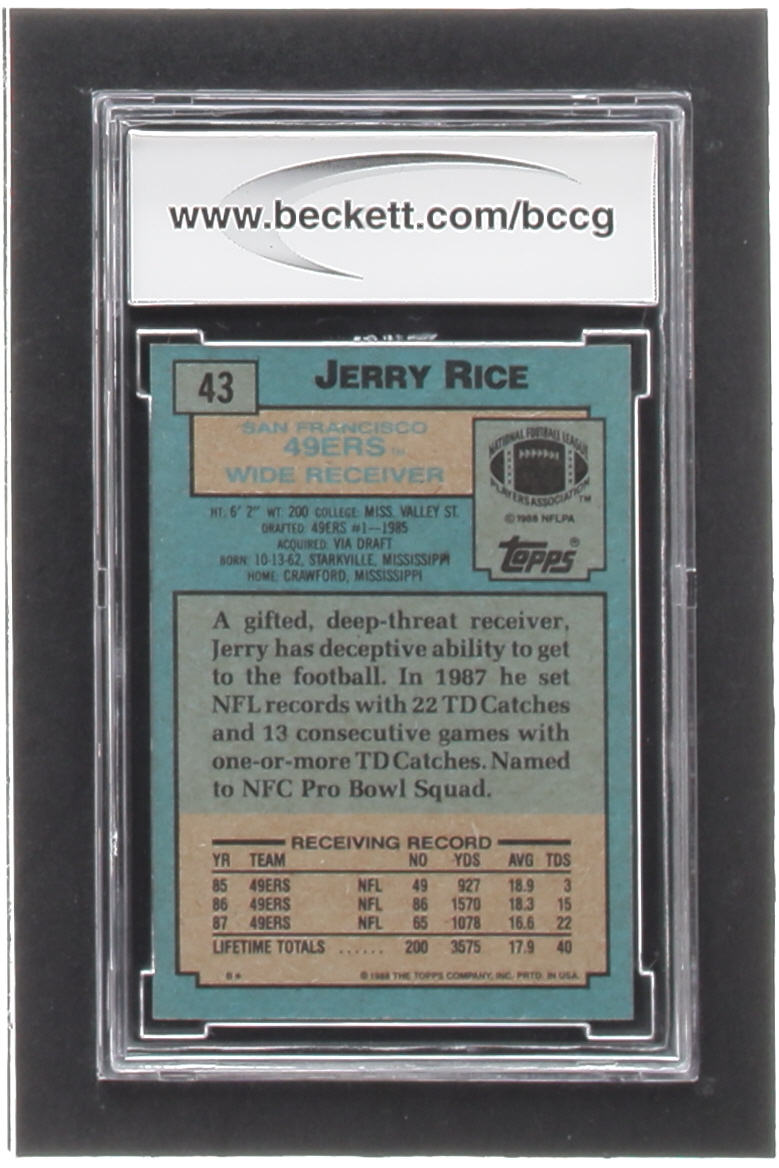 www.beckett.com/bccg
43
JERRY RICE
SAN FRANCISCO
49ERS™
WIDE RECEIVER
NATIONAL FOOTBALL LEAGUE
PLAYERS ASSOCIATION™
©1988 NFLPA
Topps®
HT: 6' 2" WT: 200 COLLEGE: MISS. VALLEY ST.
DRAFTED: 49ERS #1—1985
ACQUIRED: VIA DRAFT
BORN: 10-13-62, STARKVILLE, MISSISSIPPI
HOME: CRAWFORD, MISSISSIPPI
A gifted, deep-threat receiver,
Jerry has deceptive ability to get
to the football. In 1987 he set
NFL records with 22 TD Catches
and 13 consecutive games with
one-or-more TD Catches. Named
to NFC Pro Bowl Squad.
RECEIVING RECORD
YR TEAM NO YDS AVG TDS
85 49ERS NFL 49 927 18.9 3
86 49ERS NFL 86 1570 18.3 15
87 49ERS NFL 65 1078 16.6 22
LIFETIME TOTALS ...... 200 3575 17.9 40
B* ©1988 THE TOPPS COMPANY, INC. PRTD. IN USA.